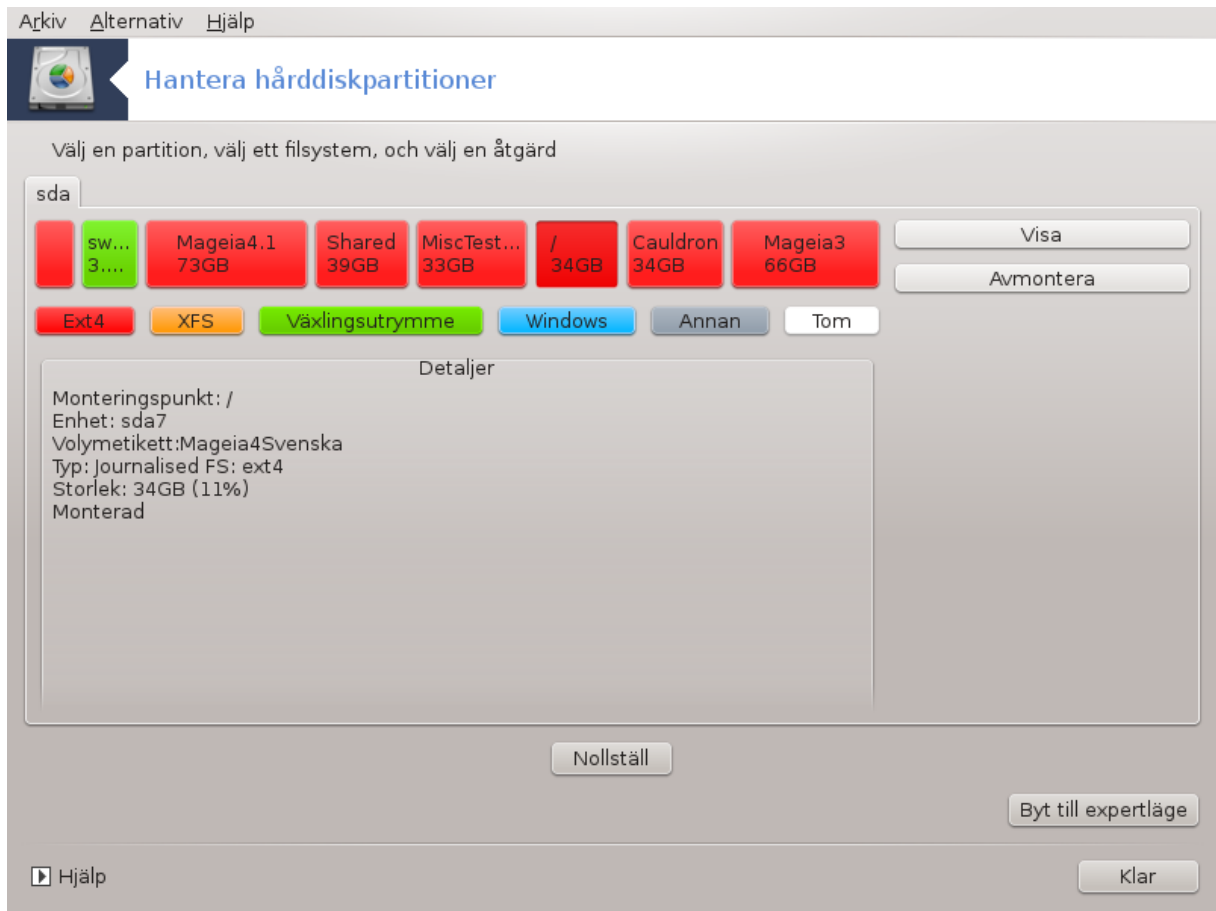 Arkiv Alternativ Hjälp
Hantera hårddiskpartitioner
Välj en partition, välj ett filsystem, och välj en åtgärd
sda
sw... Mageia4.1 Shared MiscTest... / Cauldron Mageia3
3.... 73GB 39GB 33GB 34GB 34GB 66GB
Visa
Avmontera
Ext4 XFS Växlingsutrymme Windows Annan Tom
Detaljer
Monteringspunkt: /
Enhet: sda7
Volymetikett:Mageia4Svenska
Typ: Journalised FS: ext4
Storlek: 34GB (11%)
Monterad
Nollställ
Byt till expertläge
Hjälp
Klar